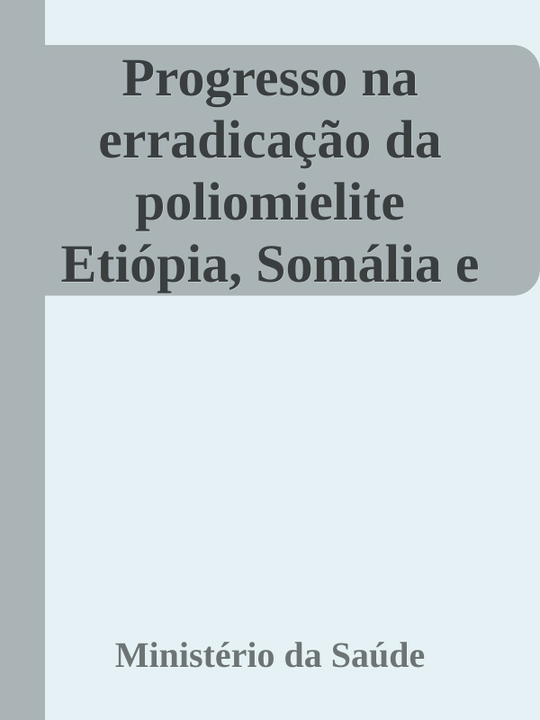 Progresso na
erradicação da
poliomielite
Etiópia, Somália e
Ministério da Saúde